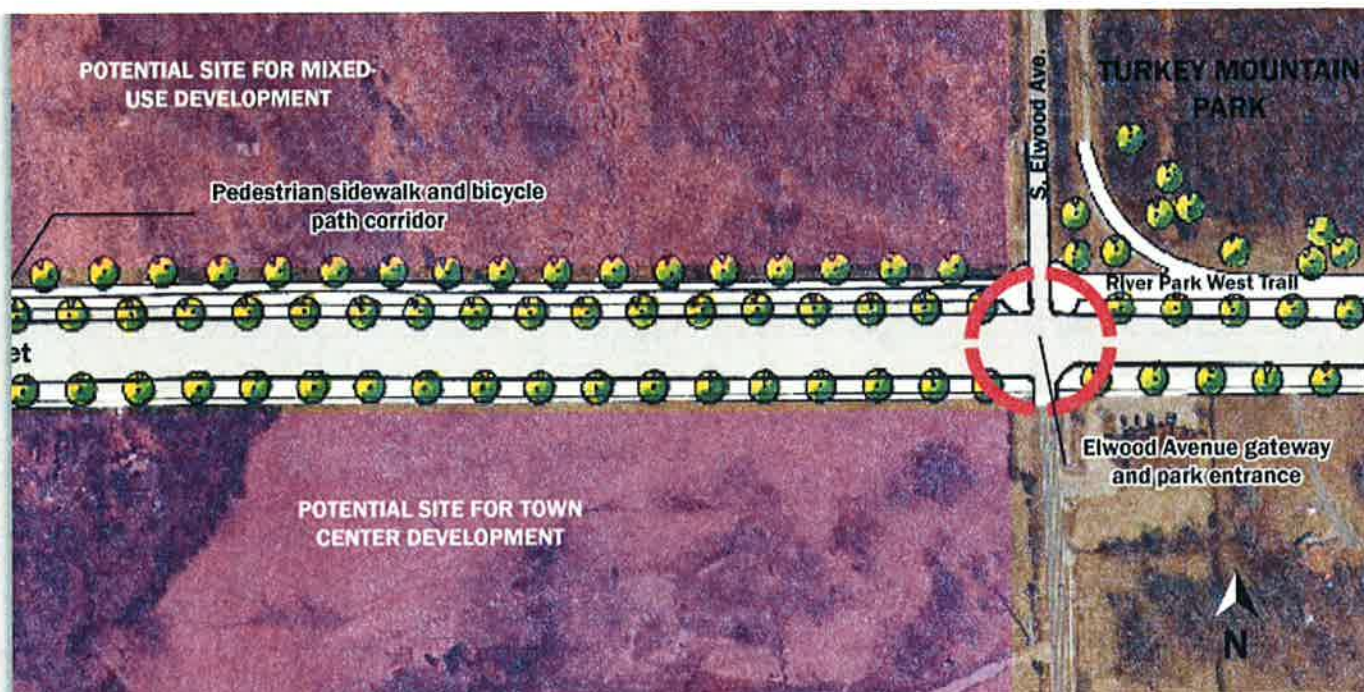 POTENTIAL SITE FOR MIXED-
USE DEVELOPMENT
S. Elwood Ave.
TURKEY MOUNTAIN
PARK
Pedestrian sidewalk and bicycle
path corridor
River Park West Trail
et
Elwood Avenue gateway
and park entrance
POTENTIAL SITE FOR TOWN
CENTER DEVELOPMENT
N